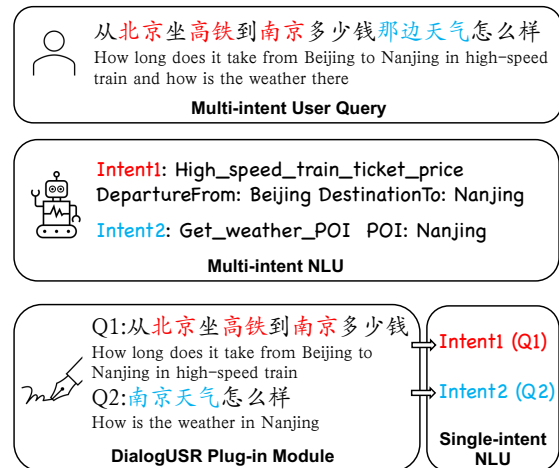 从北京坐高铁到南京多少钱那边天气怎么样
How long does it take from Beijing to Nanjing in high-speed
train and how is the weather there
Multi-intent User Query
Intent1: High_speed_train_ticket_price
DepartureFrom: Beijing DestinationTo: Nanjing
Intent2: Get_weather_POI POI: Nanjing
Multi-intent NLU
Q1:从北京坐高铁到南京多少钱
How long does it take from Beijing to
Nanjing in high-speed train
Q2:南京天气怎么样
How is the weather in Nanjing
DialogUSR Plug-in Module
Intent1 (Q1)
Intent2 (Q2)
Single-intent
NLU